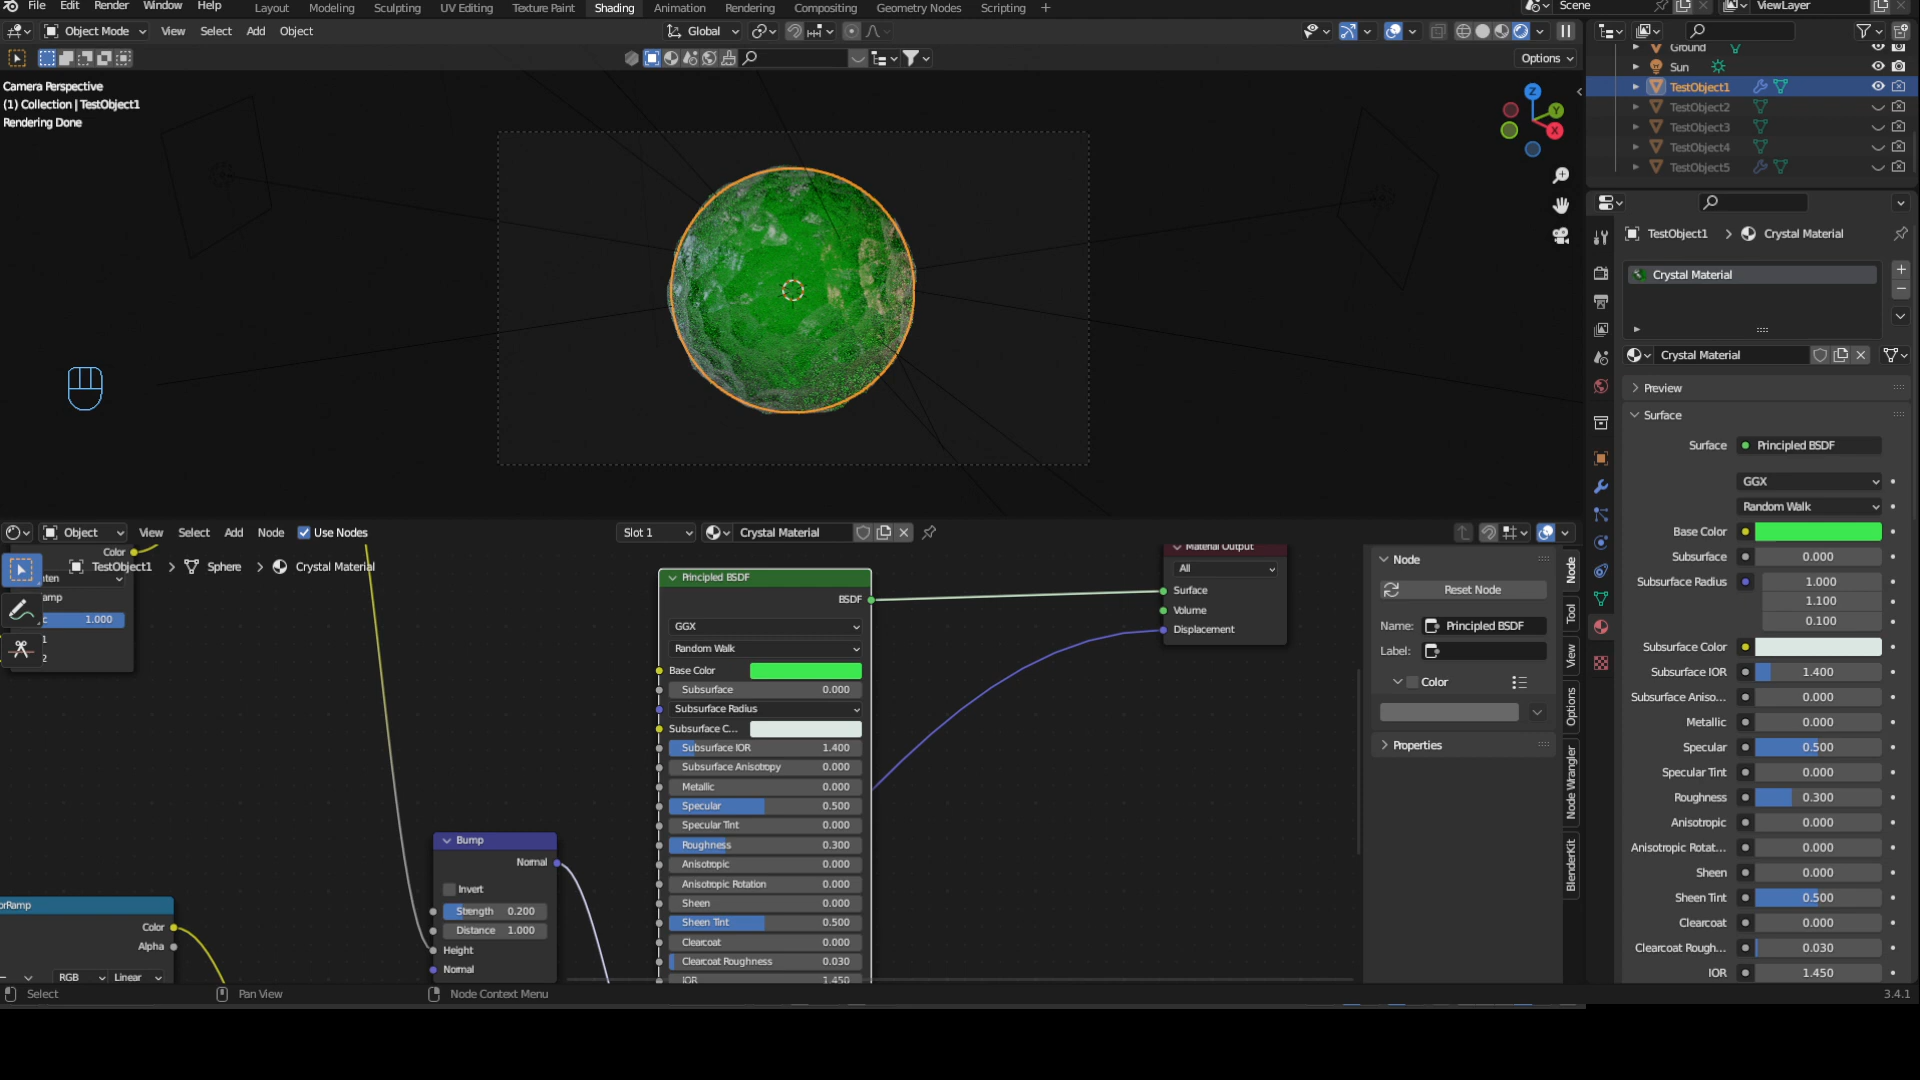 File Edit Render Window Help Layout Modeling Sculpting UV Editing Texture Paint Shading Animation Rendering Compositing Geometry Nodes Scripting + Scene ViewLayer
Object Mode View Select Add Object Global
Options
Camera Perspective
(1) Collection | TestObject1
Rendering Done
Z
Y
X
Ground
Sun
TestObject1
TestObject2
TestObject3
TestObject4
TestObject5
TestObject1 > Crystal Material
Crystal Material
Crystal Material
Preview
Surface
Surface Principled BSDF
GGX
Random Walk
Base Color
Subsurface 0.000
Subsurface Radius 1.000
1.100
0.100
Subsurface Color
Subsurface IOR 1.400
Subsurface Aniso... 0.000
Metallic 0.000
Specular 0.500
Specular Tint 0.000
Roughness 0.300
Anisotropic 0.000
Anisotropic Rotat... 0.000
Sheen 0.000
Sheen Tint 0.500
Clearcoat 0.000
Clearcoat Rough... 0.030
IOR 1.450
Object View Select Add Node Use Nodes Slot 1 Crystal Material
Color
TestObject1 > Sphere > Crystal Material
1.000
1
2
Principled BSDF
BSDF
GGX
Random Walk
Base Color
Subsurface 0.000
Subsurface Radius
Subsurface C...
Subsurface IOR 1.400
Subsurface Anisotropy 0.000
Metallic 0.000
Specular 0.500
Specular Tint 0.000
Roughness 0.300
Anisotropic 0.000
Anisotropic Rotation 0.000
Sheen 0.000
Sheen Tint 0.500
Clearcoat 0.000
Clearcoat Roughness 0.030
IOR 1.450
Material Output
All
Surface
Volume
Displacement
Bump
Normal
Invert
Strength 0.200
Distance 1.000
Height
Normal
orRamp
Color
Alpha
RGB Linear
Node
Reset Node
Name: Principled BSDF
Label:
Color
Properties
Node
Tool
View
Options
Node Wrangler
BlenderKit
Select Pan View Node Context Menu 3.4.1